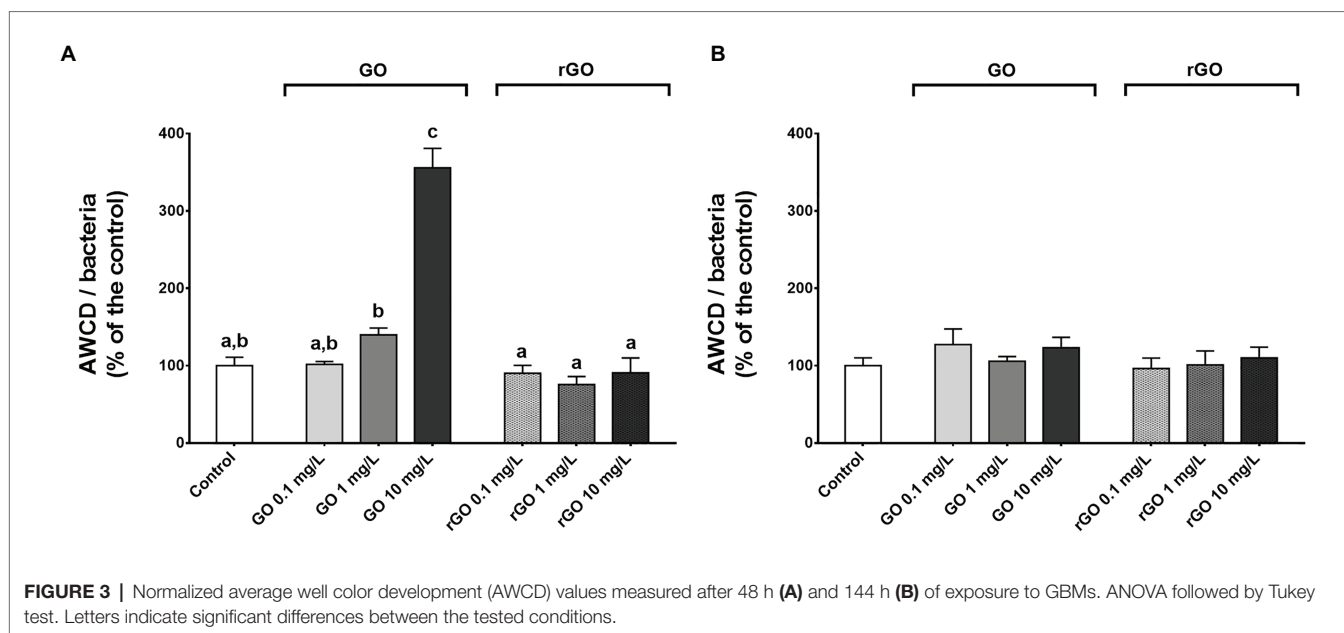 A
GO
rGO
AWCD / bacteria
(% of the control)
400
300
200
100
0
a,b
a,b
b
c
a
a
a
Control
GO 0.1 mg/L
GO 1 mg/L
GO 10 mg/L
rGO 0.1 mg/L
rGO 1 mg/L
rGO 10 mg/L
B
GO
rGO
AWCD / bacteria
(% of the control)
400
300
200
100
0
Control
GO 0.1 mg/L
GO 1 mg/L
GO 10 mg/L
rGO 0.1 mg/L
rGO 1 mg/L
rGO 10 mg/L
FIGURE 3 | Normalized average well color development (AWCD) values measured after 48 h (A) and 144 h (B) of exposure to GBMs. ANOVA followed by Tukey
test. Letters indicate significant differences between the tested conditions.